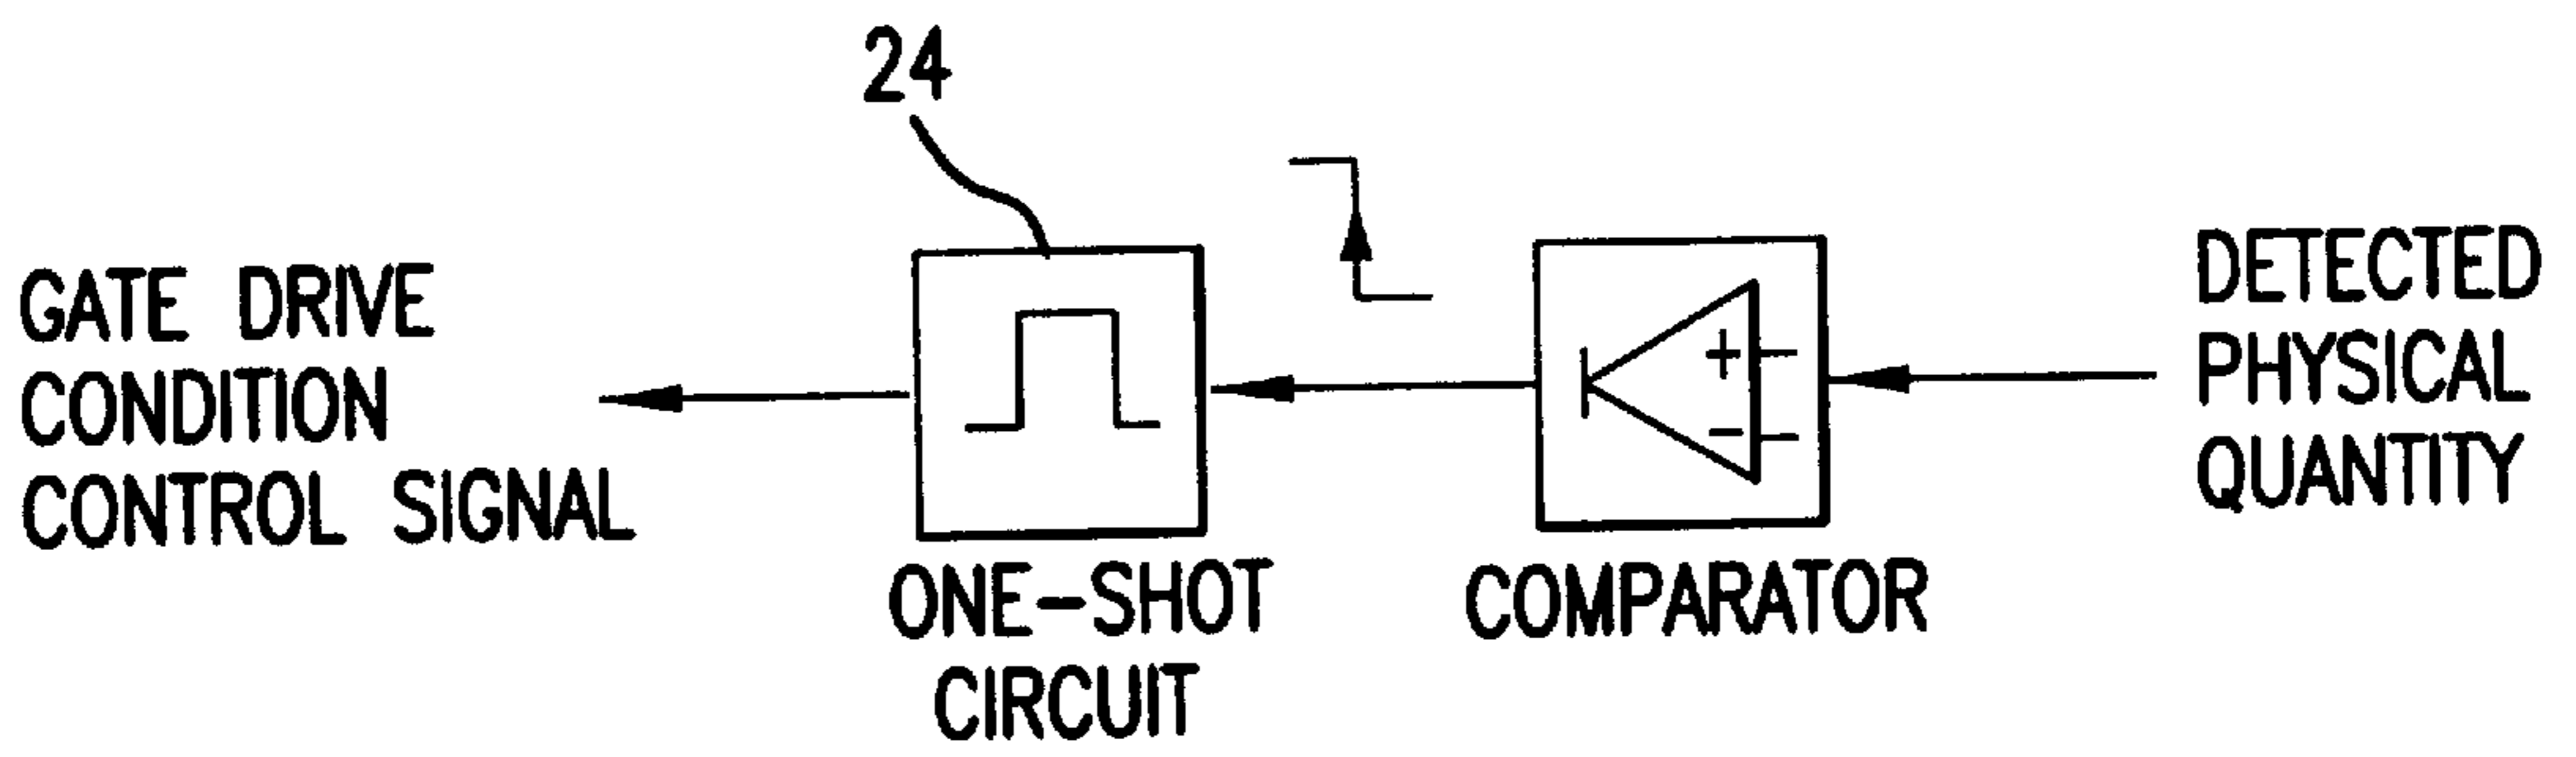 24
GATE DRIVE
CONDITION
CONTROL SIGNAL
ONE-SHOT
CIRCUIT
+
-
COMPARATOR
DETECTED
PHYSICAL
QUANTITY